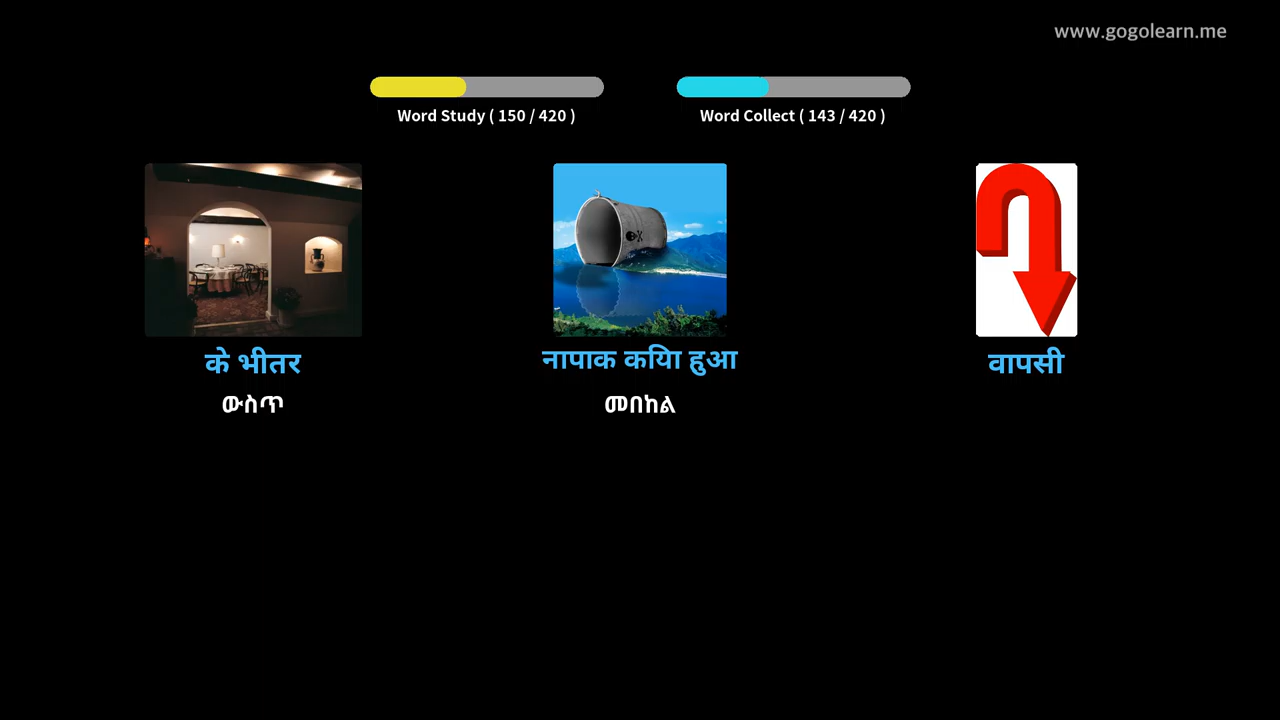 www.gogolearn.me
Word Study ( 150 / 420 )
Word Collect ( 143 / 420 )
के भीतर
नापाक कयिा हुआ
वापसी
ውስጥ
መበከል